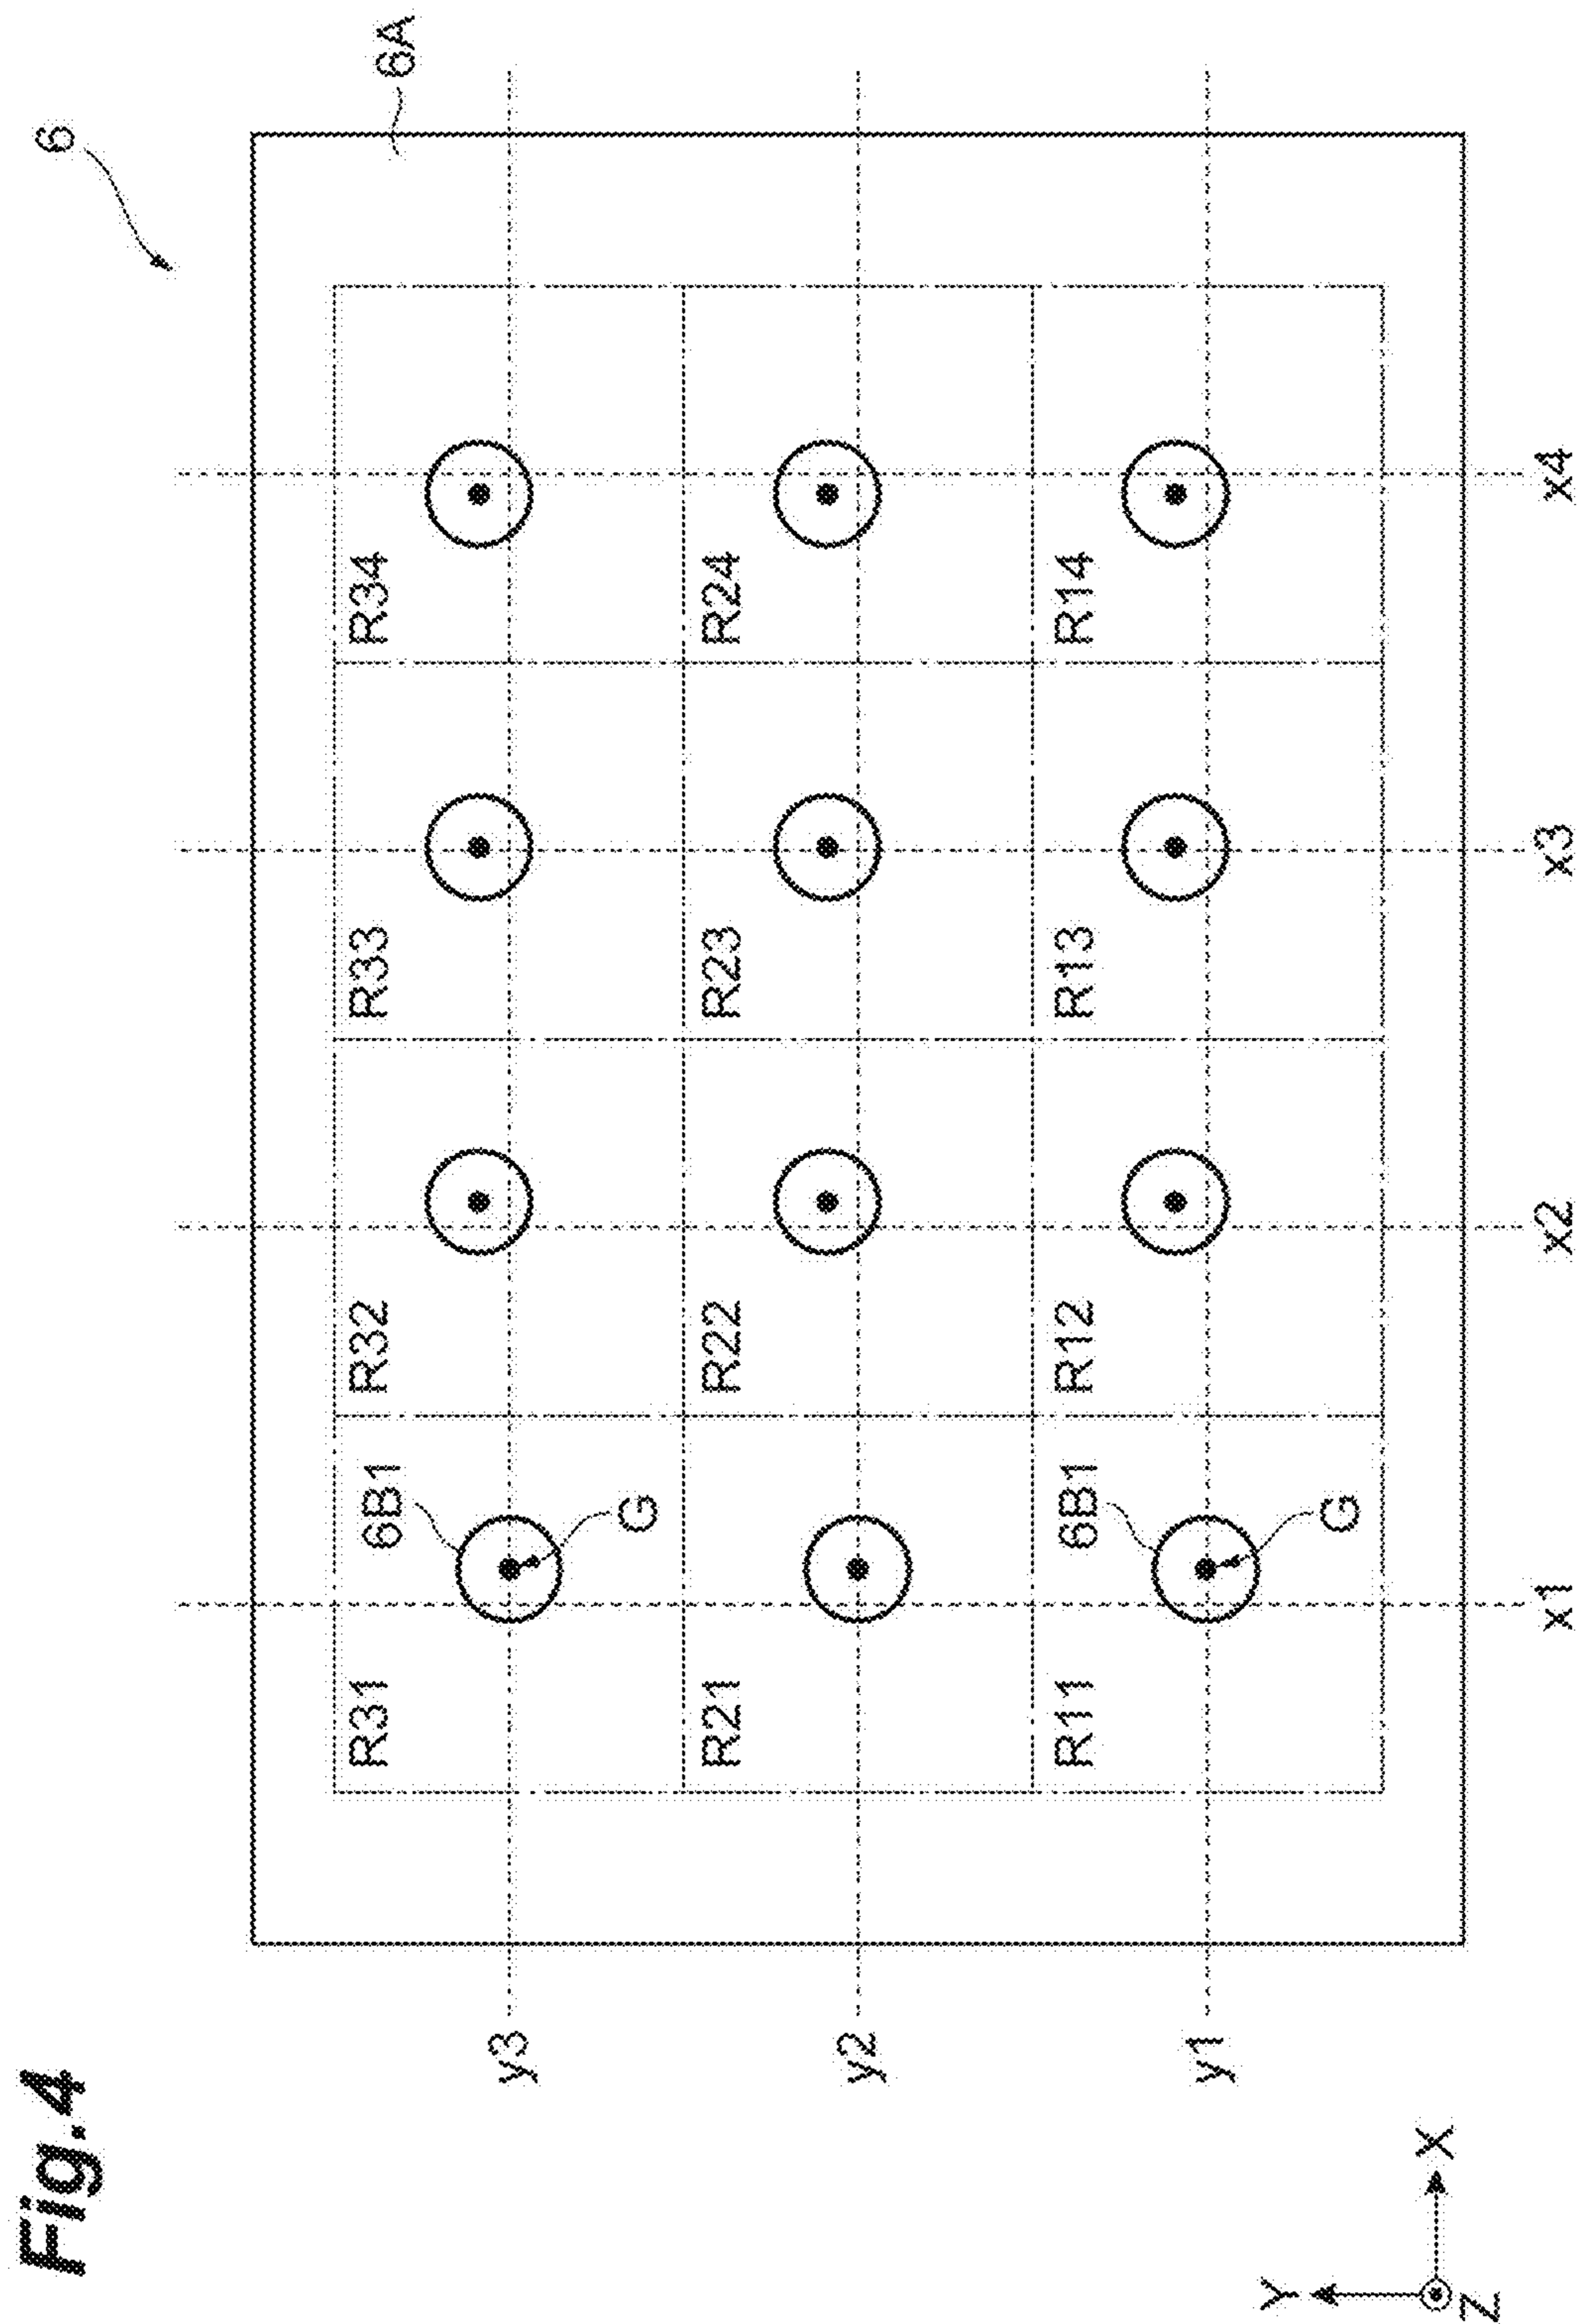 Fig.4
6
6A
R31
6B1
R32
R33
R34
y3
G
R21
R22
R23
R24
y2
R11
6B1
R12
R13
R14
y1
G
Y
X
Z
x1
x2
x3
x4